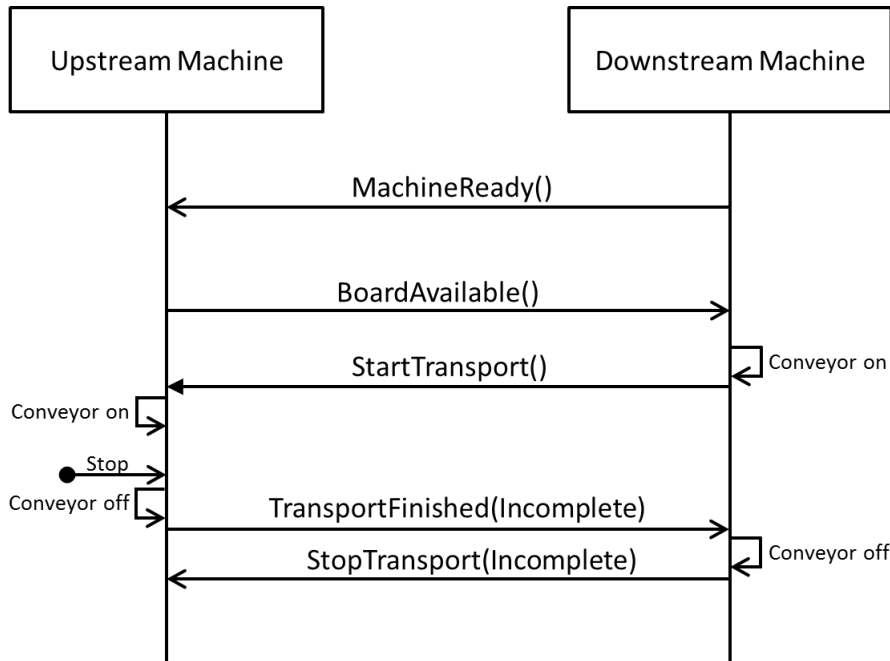 Upstream Machine
Downstream Machine
MachineReady()
BoardAvailable()
Conveyor on
StartTransport()
Conveyor on
Stop
Conveyor off
TransportFinished(Incomplete)
Conveyor off
StopTransport(Incomplete)